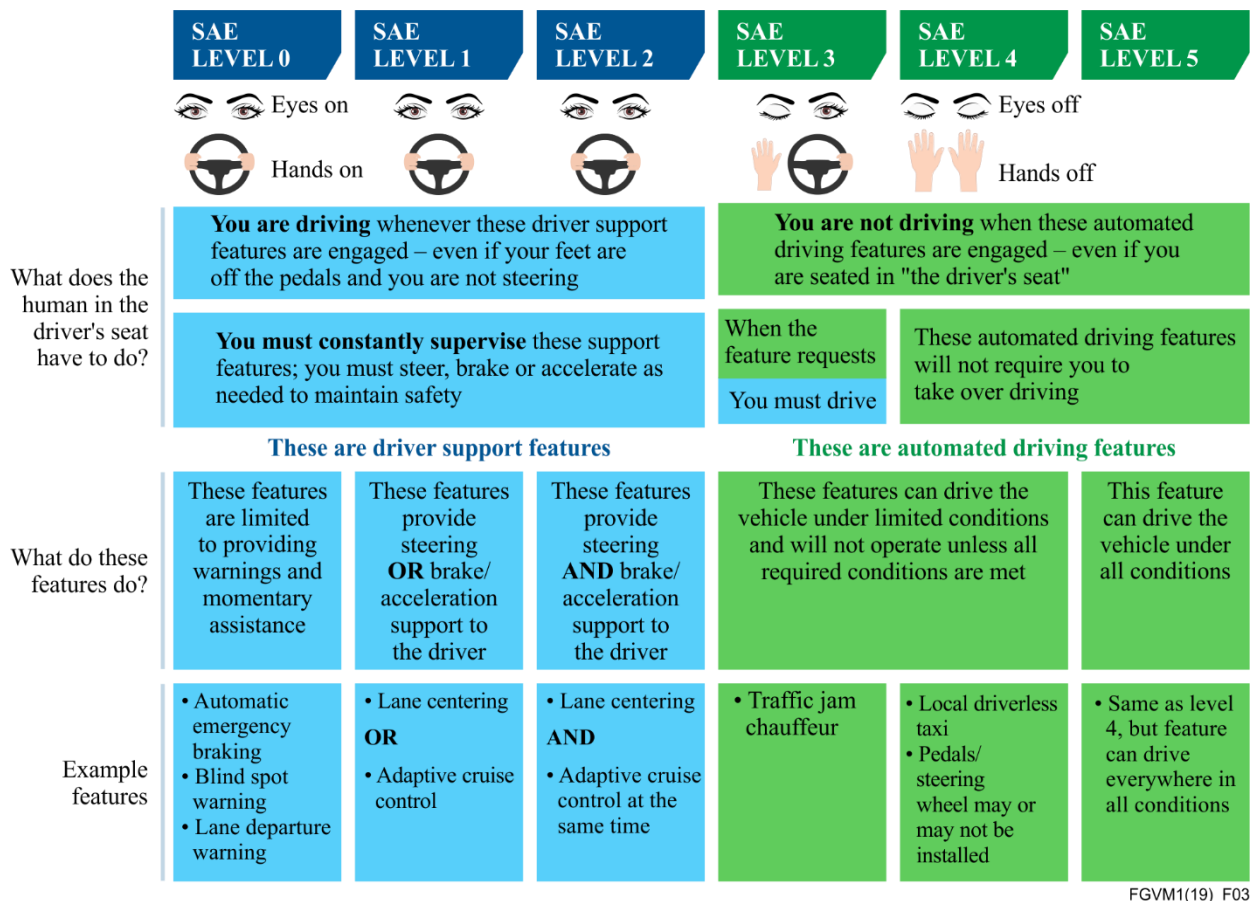 SAE
LEVEL 0
SAE
LEVEL 1
SAE
LEVEL 2
SAE
LEVEL 3
SAE
LEVEL 4
SAE
LEVEL 5
Eyes on
Eyes off
Hands on
Hands off
What does the
human in the
driver's seat
have to do?
You are driving whenever these driver support
features are engaged – even if your feet are
off the pedals and you are not steering
You are not driving when these automated
driving features are engaged – even if you
are seated in "the driver's seat"
You must constantly supervise these support
features; you must steer, brake or accelerate as
needed to maintain safety
When the
feature requests
You must drive
These automated driving features
will not require you to
take over driving
These are driver support features
These are automated driving features
What do these
features do?
These features
are limited
to providing
warnings and
momentary
assistance
These features
provide
steering
OR brake/
acceleration
support to
the driver
These features
provide
steering
AND brake/
acceleration
support to
the driver
These features can drive the
vehicle under limited conditions
and will not operate unless all
required conditions are met
This feature
can drive the
vehicle under
all conditions
Example
features
• Automatic
emergency
braking
• Blind spot
warning
• Lane departure
warning
• Lane centering
OR
• Adaptive cruise
control
• Lane centering
AND
• Adaptive cruise
control at the
same time
• Traffic jam
chauffeur
• Local driverless
taxi
• Pedals/
steering
wheel may or
may not be
installed
• Same as level
4, but feature
can drive
everywhere in
all conditions
FGVM1(19)_F03